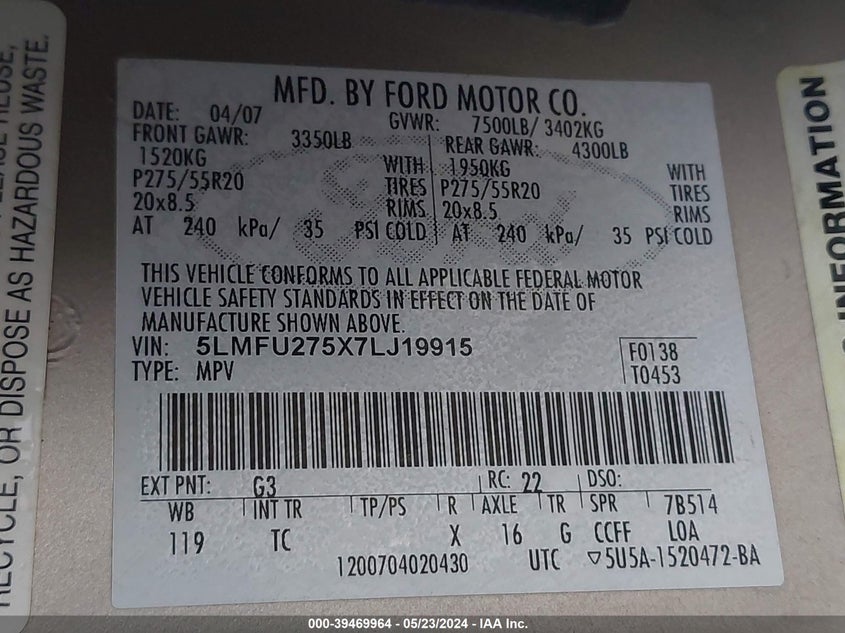 MFD. BY FORD MOTOR CO.
DATE: 04/07 GVWR: 7500LB/ 3402KG
FRONT GAWR: 3350LB REAR GAWR: 4300LB
1520KG WITH 1950KG WITH
P275/55R20 TIRES P275/55R20 TIRES
20x8.5 RIMS 20x8.5 RIMS
AT 240 kPa/ 35 PSI COLD AT 240 kPa/ 35 PSI COLD
THIS VEHICLE CONFORMS TO ALL APPLICABLE FEDERAL MOTOR
VEHICLE SAFETY STANDARDS IN EFFECT ON THE DATE OF
MANUFACTURE SHOWN ABOVE.
VIN: 5LMFU275X7LJ19915 F0138
TYPE: MPV T0453
EXT PNT: G3 RC: 22 DSO:
WB INT TR TP/PS R AXLE TR SPR 7B514
119 TC X 16 G CCFF LOA
1200704020430 UTC ▽5U5A-1520472-BA
RECYCLE, OR DISPOSE AS HAZARDOUS WASTE.
INFORMATION
000-39469964 - 05/23/2024 - IAA Inc.